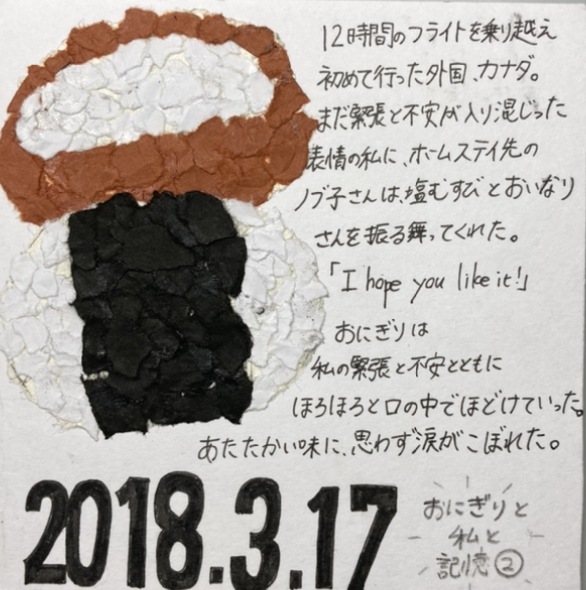 12時間のフライトを乗り越え
初めて行った外国、カナダ。
まだ緊張と不安が入り混じった
表情の私に、ホームステイ先の
ノブ子さんは、塩むすびとおいなり
さんを振る舞ってくれた。
「I hope you like it!」
おにぎりは
私の緊張と不安とともに
ほろほろと口の中でほどけていった。
あたたかい味に、思わず涙がこぼれた。
2018.3.17
おにぎりと
私と
記憶②